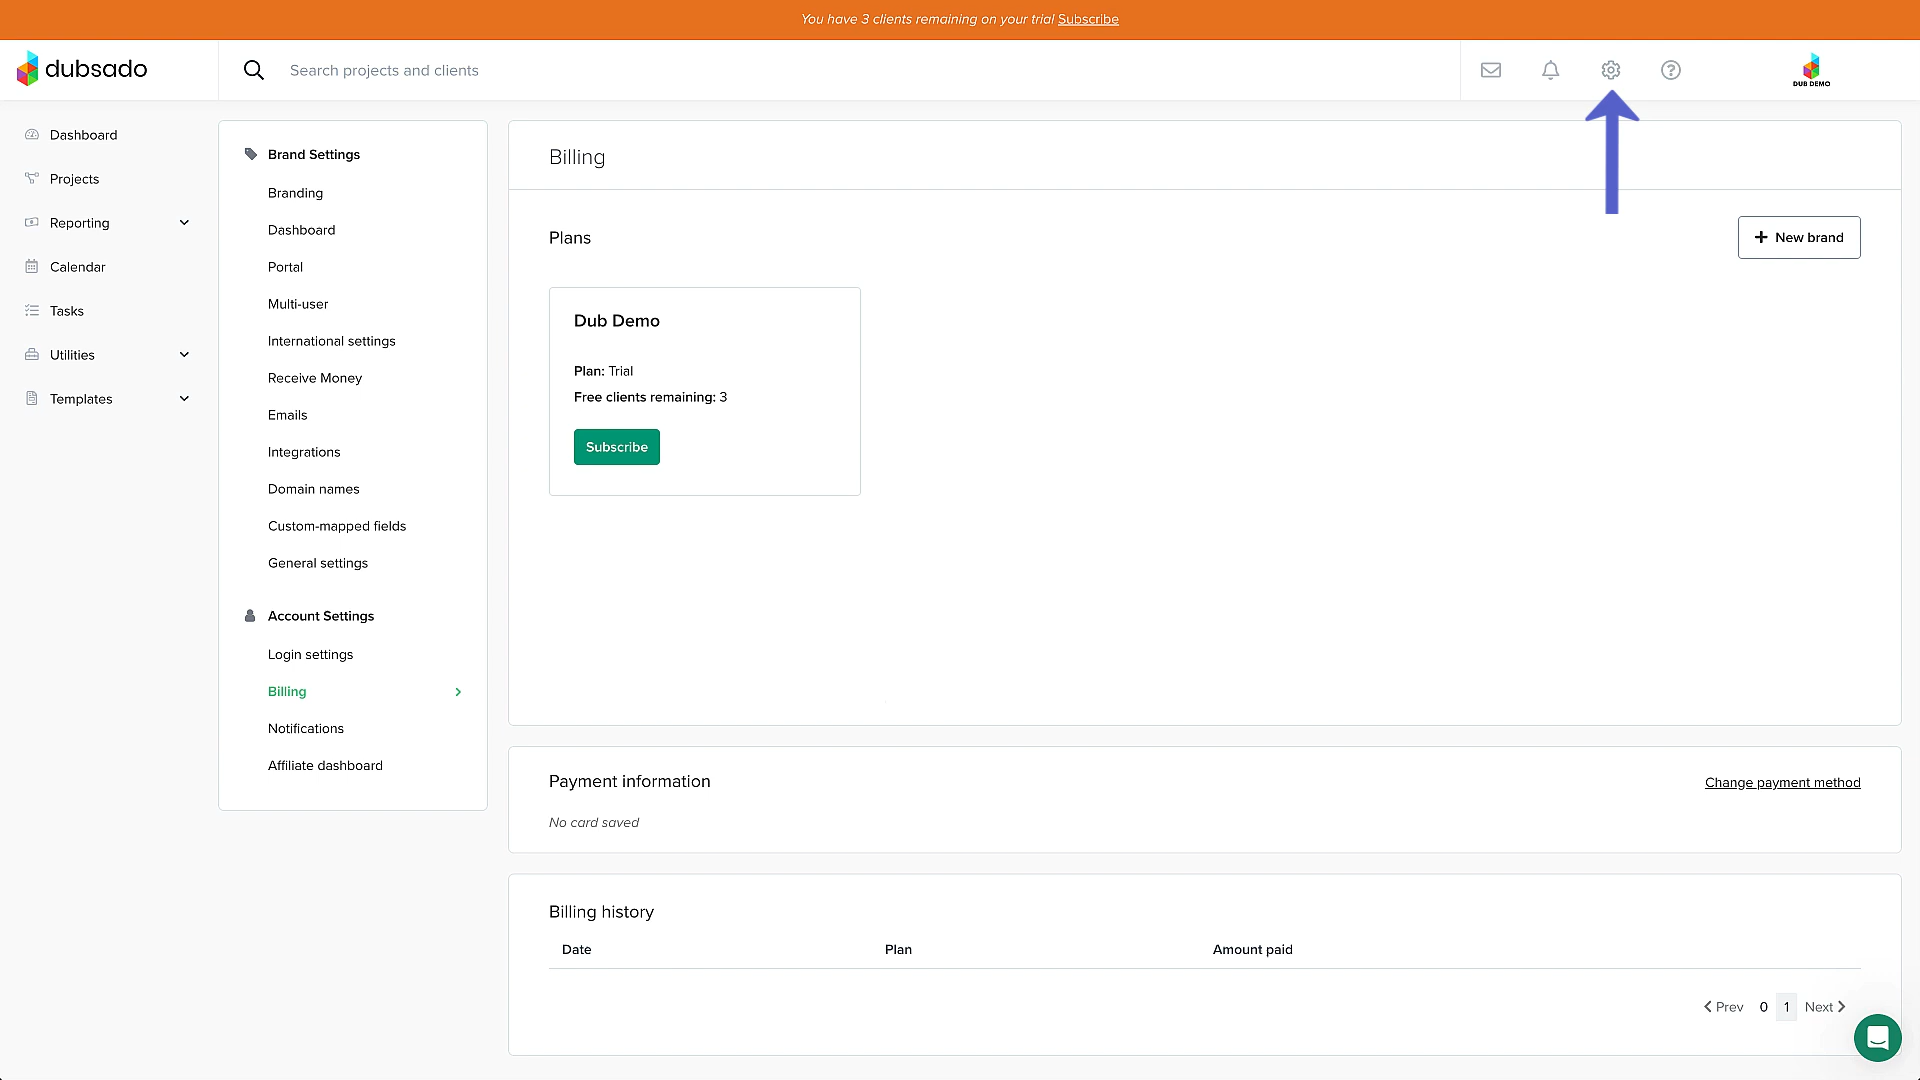 You have 3 clients remaining on your trial Subscribe
dubsado
Search projects and clients
DUB DEMO
Dashboard
Projects
Reporting
Calendar
Tasks
Utilities
Templates
Brand Settings
Branding
Dashboard
Portal
Multi-user
International settings
Receive Money
Emails
Integrations
Domain names
Custom-mapped fields
General settings
Account Settings
Login settings
Billing
Notifications
Affiliate dashboard
Billing
Plans
New brand
Dub Demo
Plan: Trial
Free clients remaining: 3
Subscribe
Payment information
Change payment method
No card saved
Billing history
Date Plan Amount paid
Prev 0 1 Next